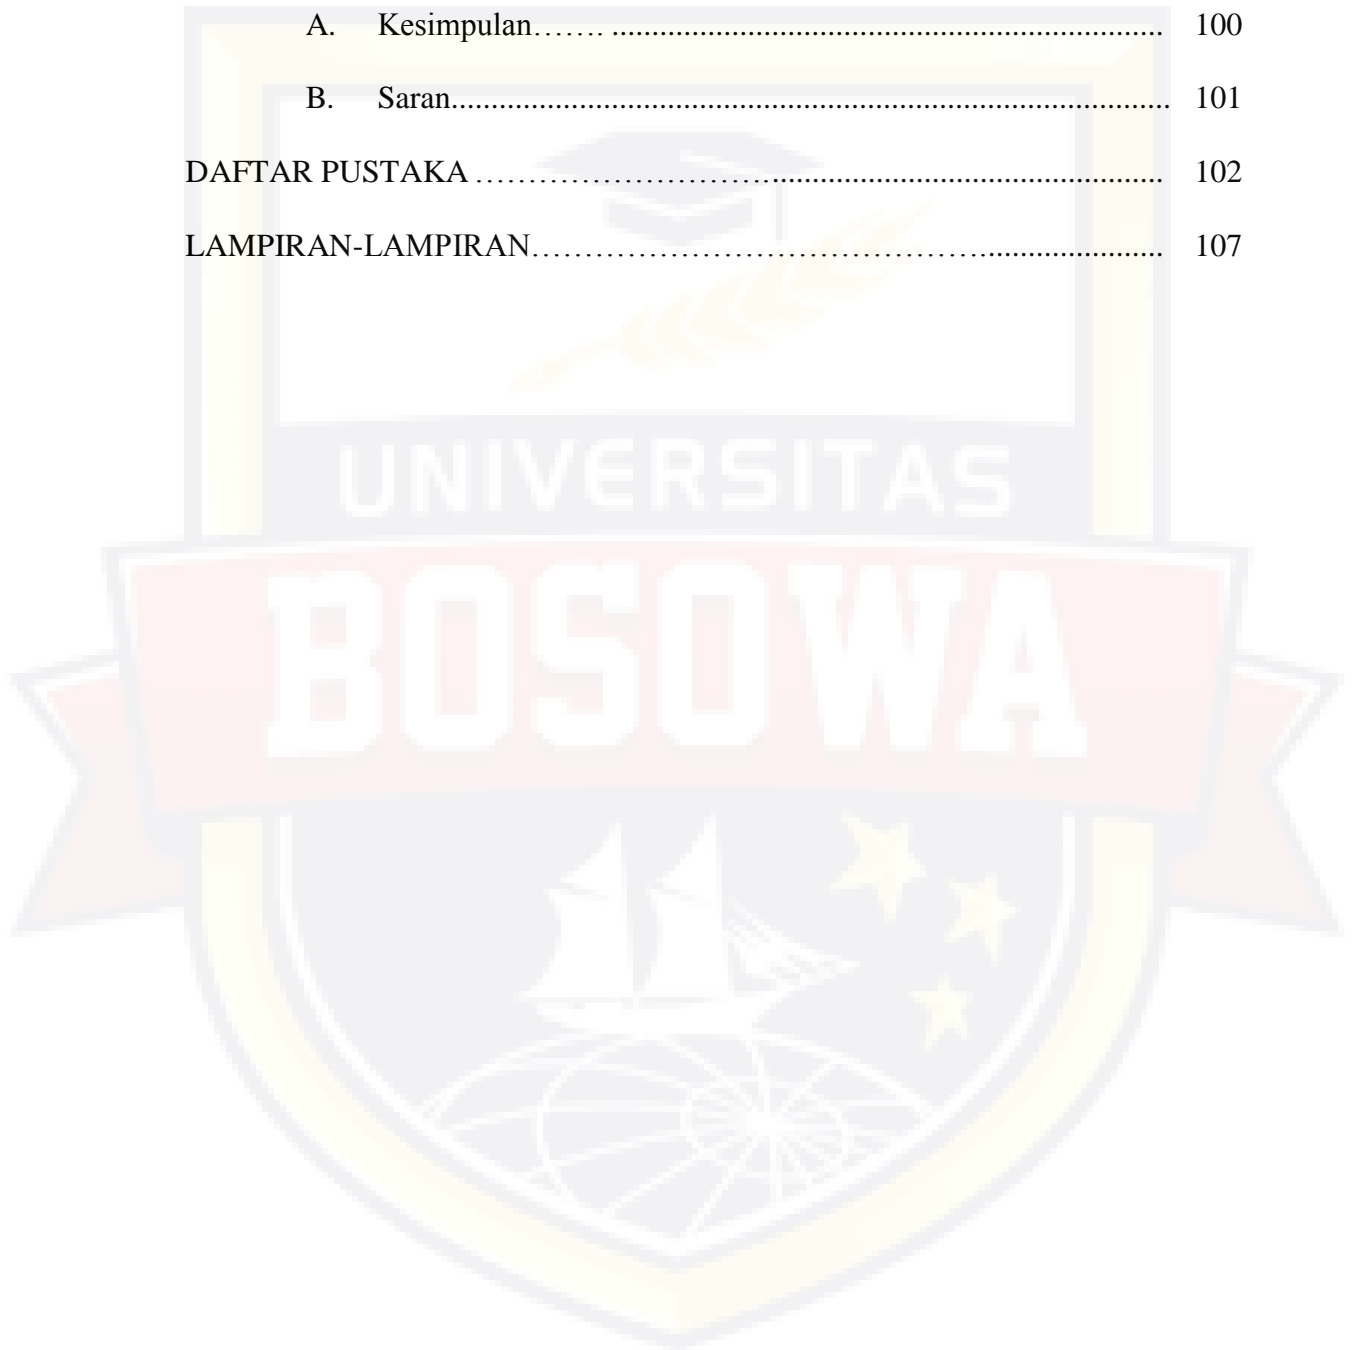 A. Kesimpulan....... ..................................................................... 100
B. Saran.......................................................................................... 101
DAFTAR PUSTAKA ................................................................................ 102
LAMPIRAN-LAMPIRAN................................................................ 107
UNIVERSITAS
BOSOWA